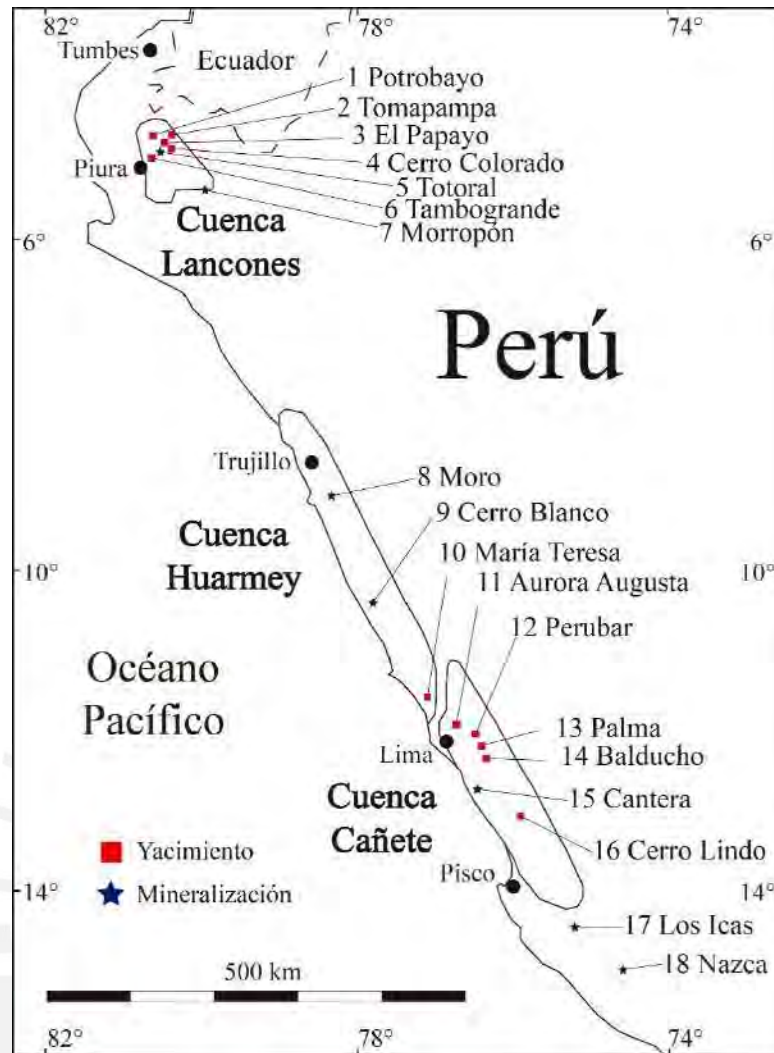 82°
78°
74°
Tumbes
Ecuador
1 Potrobayo
2 Tomapampa
3 El Papayo
4 Cerro Colorado
Piura
5 Totoral
6 Tambogrande
7 Morropón
Cuenca
Lancones
6°
6°
Perú
Trujillo
8 Moro
9 Cerro Blanco
Cuenca
Huarmey
10 María Teresa
10°
10°
11 Aurora Augusta
12 Perubar
Océano
Pacífico
13 Palma
Lima
14 Balducho
Cuenca
Cañete
15 Cantera
Yacimiento
16 Cerro Lindo
Pisco
Mineralización
14°
14°
17 Los Icas
500 km
18 Nazca
82°
78°
74°